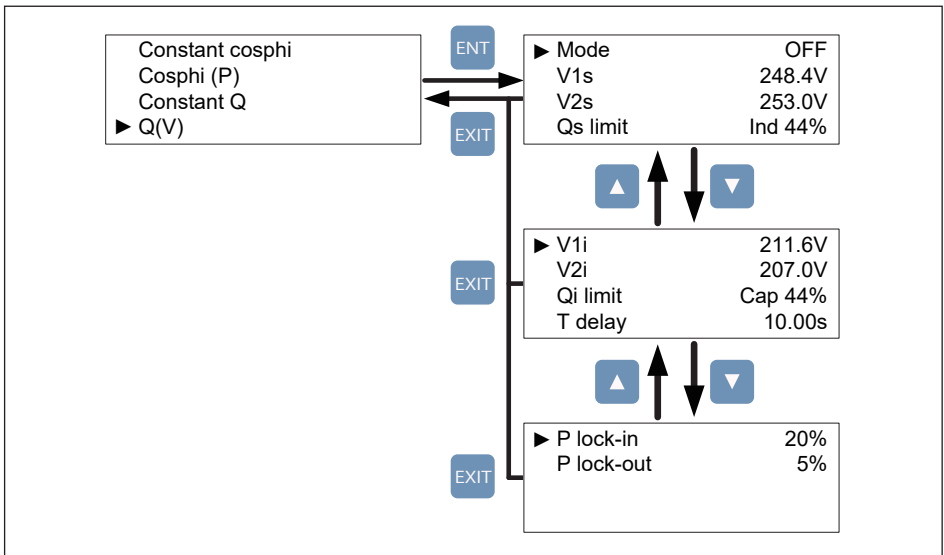 Constant cosphi
Cosphi (P)
Constant Q
► Q(V)
ENT
EXIT
► Mode OFF
V1s 248.4V
V2s 253.0V
Qs limit Ind 44%
▲ ▼
EXIT
► V1i 211.6V
V2i 207.0V
Qi limit Cap 44%
T delay 10.00s
▲ ▼
EXIT
► P lock-in 20%
P lock-out 5%